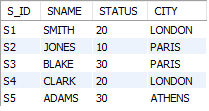 S_ID SNAME STATUS CITY
S1 SMITH 20 LONDON
S2 JONES 10 PARIS
S3 BLAKE 30 PARIS
S4 CLARK 20 LONDON
S5 ADAMS 30 ATHENS